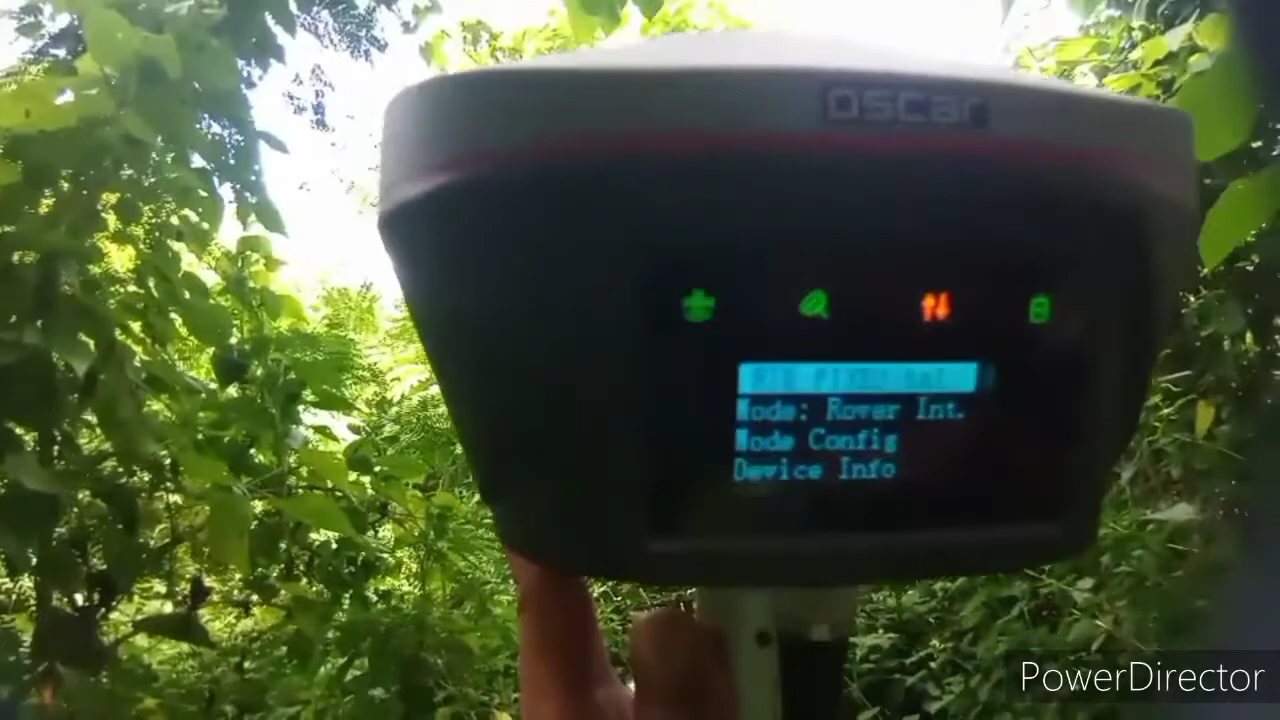 oscar
Mode: Rover Int.
Mode Config
Device Info
PowerDirector